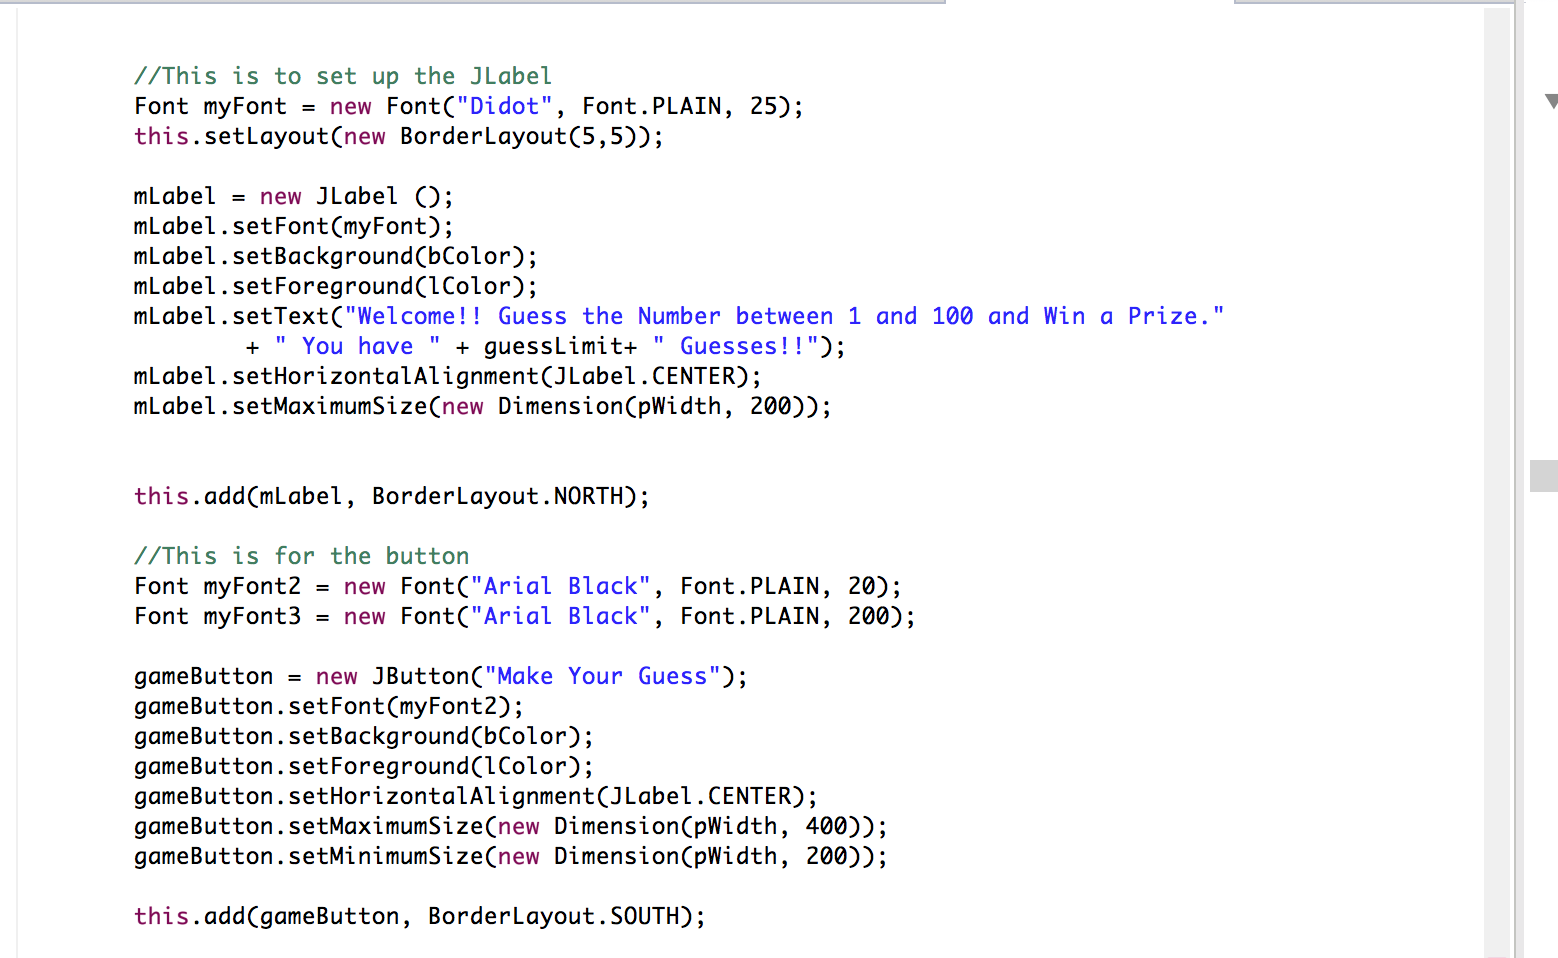 //This is to set up the JLabel
Font myFont = new Font("Didot", Font.PLAIN, 25);
this.setLayout(new BorderLayout(5,5));
mLabel = new JLabel ();
mLabel.setFont(myFont);
mLabel.setBackground(bColor);
mLabel.setForeground(lColor);
mLabel.setText("Welcome!! Guess the Number between 1 and 100 and Win a Prize."
+ " You have " + guessLimit+ " Guesses!!");
mLabel.setHorizontalAlignment(JLabel.CENTER);
mLabel.setMaximumSize(new Dimension(pWidth, 200));
this.add(mLabel, BorderLayout.NORTH);
//This is for the button
Font myFont2 = new Font("Arial Black", Font.PLAIN, 20);
Font myFont3 = new Font("Arial Black", Font.PLAIN, 200);
gameButton = new JButton("Make Your Guess");
gameButton.setFont(myFont2);
gameButton.setBackground(bColor);
gameButton.setForeground(lColor);
gameButton.setHorizontalAlignment(JLabel.CENTER);
gameButton.setMaximumSize(new Dimension(pWidth, 400));
gameButton.setMinimumSize(new Dimension(pWidth, 200));
this.add(gameButton, BorderLayout.SOUTH);